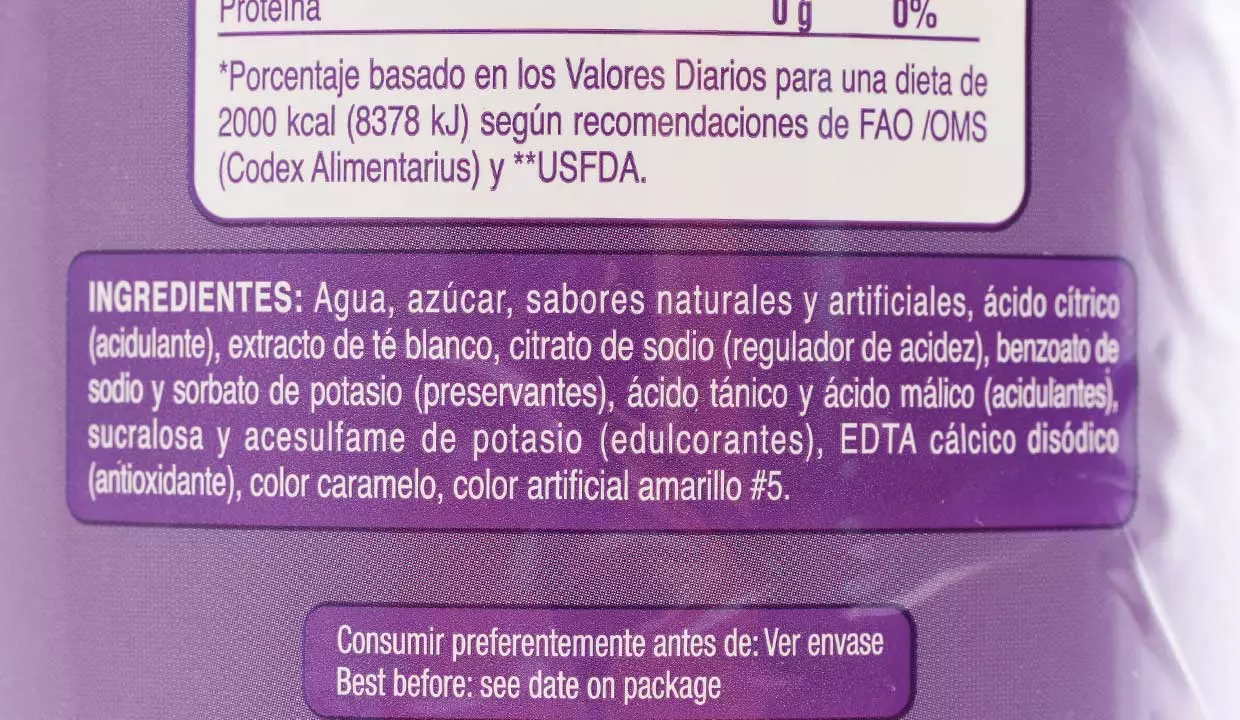 Proteína 0 g 0%
*Porcentaje basado en los Valores Diarios para una dieta de
2000 kcal (8378 kJ) según recomendaciones de FAO /OMS
(Codex Alimentarius) y **USFDA.
INGREDIENTES: Agua, azúcar, sabores naturales y artificiales, ácido cítrico
(acidulante), extracto de té blanco, citrato de sodio (regulador de acidez), benzoato de
sodio y sorbato de potasio (preservantes), ácido tánico y ácido málico (acidulantes),
sucralosa y acesulfame de potasio (edulcorantes), EDTA cálcico disódico
(antioxidante), color caramelo, color artificial amarillo #5.
Consumir preferentemente antes de: Ver envase
Best before: see date on package